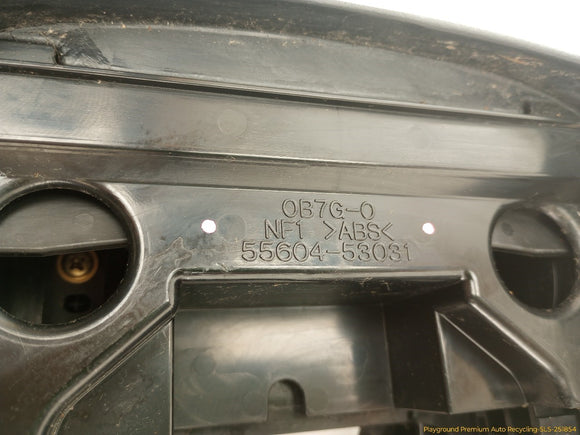 0B7G-0
NF1 >ABS<
55604-53031
Playground Premium Auto Recycling-SLS-251854